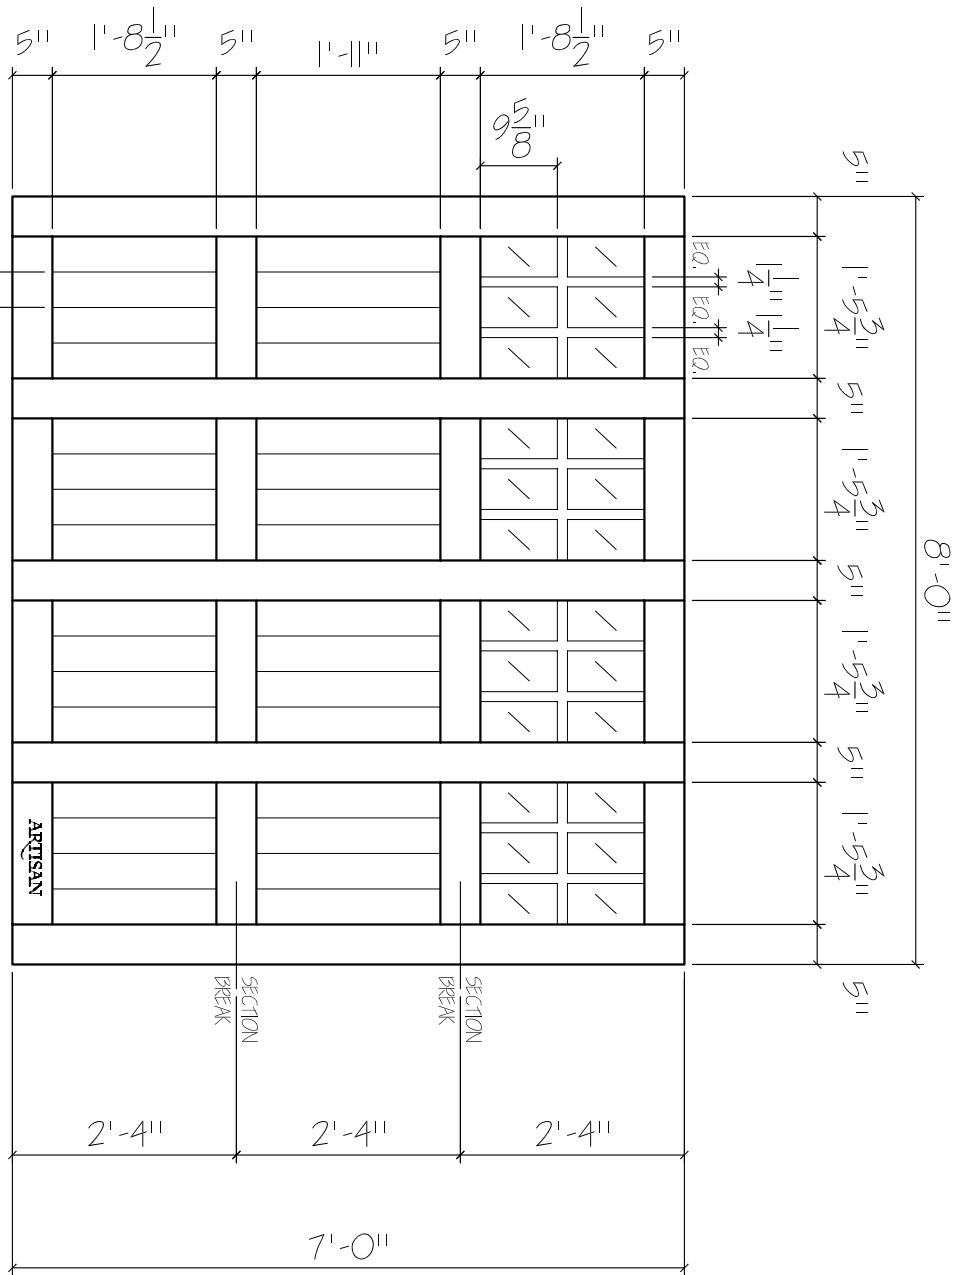 5" 1'-8 1/2" 5" 1'-11" 5" 1'-8 1/2" 5"
9 5/8"
5"
EQ. 1 1/4" EQ. 1 1/4" EQ.
1'-5 3/4"
5"
1'-5 3/4"
5"
1'-5 3/4"
5"
1'-5 3/4"
5"
8'-0"
ARTISAN
SECTION
BREAK
SECTION
BREAK
2'-4" 2'-4" 2'-4"
7'-0"